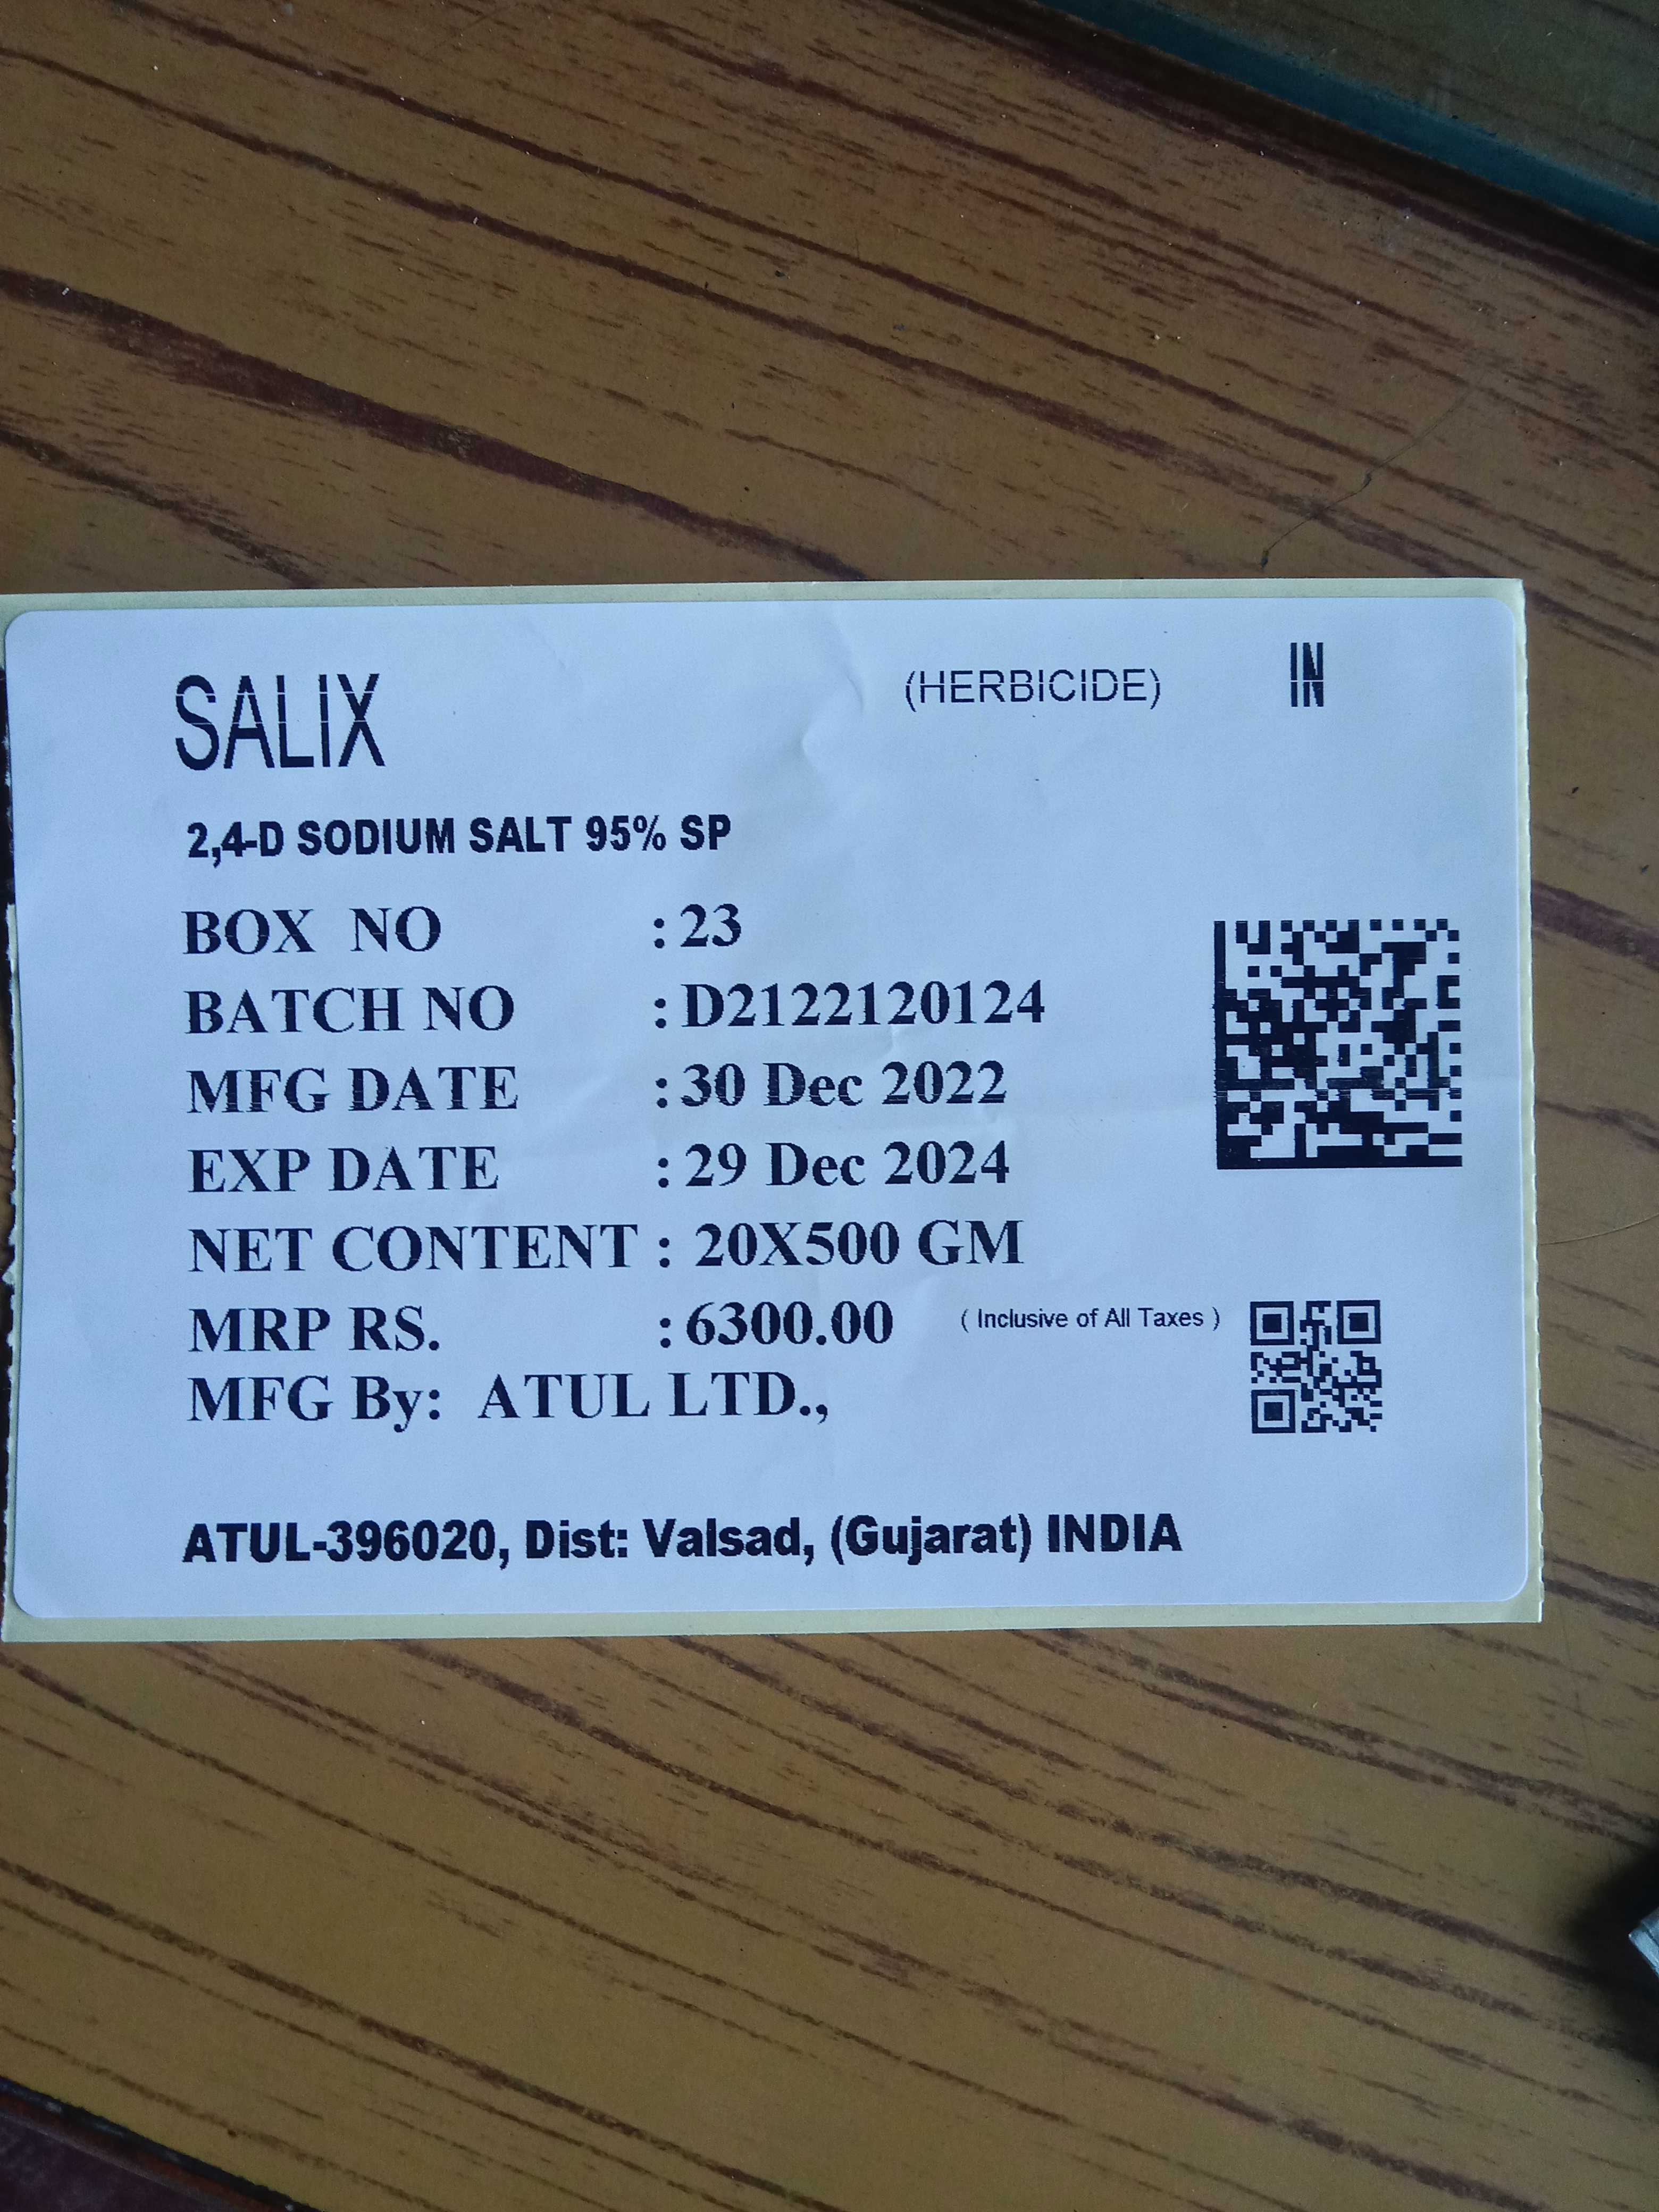 SALIX (HERBICIDE) IN
2,4-D SODIUM SALT 95% SP
BOX NO : 23
BATCH NO : D2122120124
MFG DATE : 30 Dec 2022
EXP DATE : 29 Dec 2024
NET CONTENT : 20X500 GM
MRP RS. : 6300.00 ( Inclusive of All Taxes )
MFG By: ATUL LTD.,
ATUL-396020, Dist: Valsad, (Gujarat) INDIA